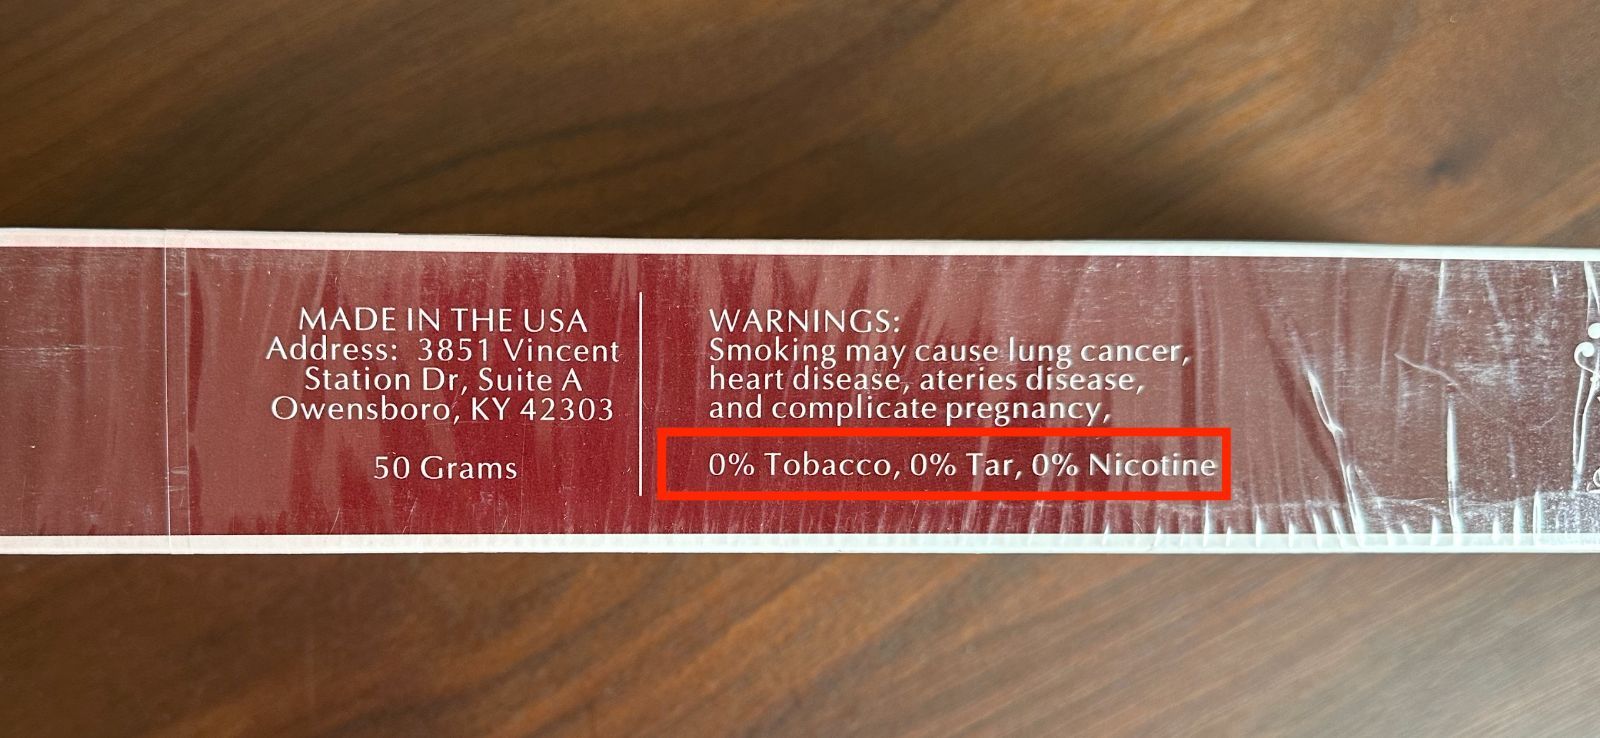 MADE IN THE USA
Address: 3851 Vincent
Station Dr, Suite A
Owensboro, KY 42303
50 Grams
WARNINGS:
Smoking may cause lung cancer,
heart disease, ateries disease,
and complicate pregnancy,
0% Tobacco, 0% Tar, 0% Nicotine